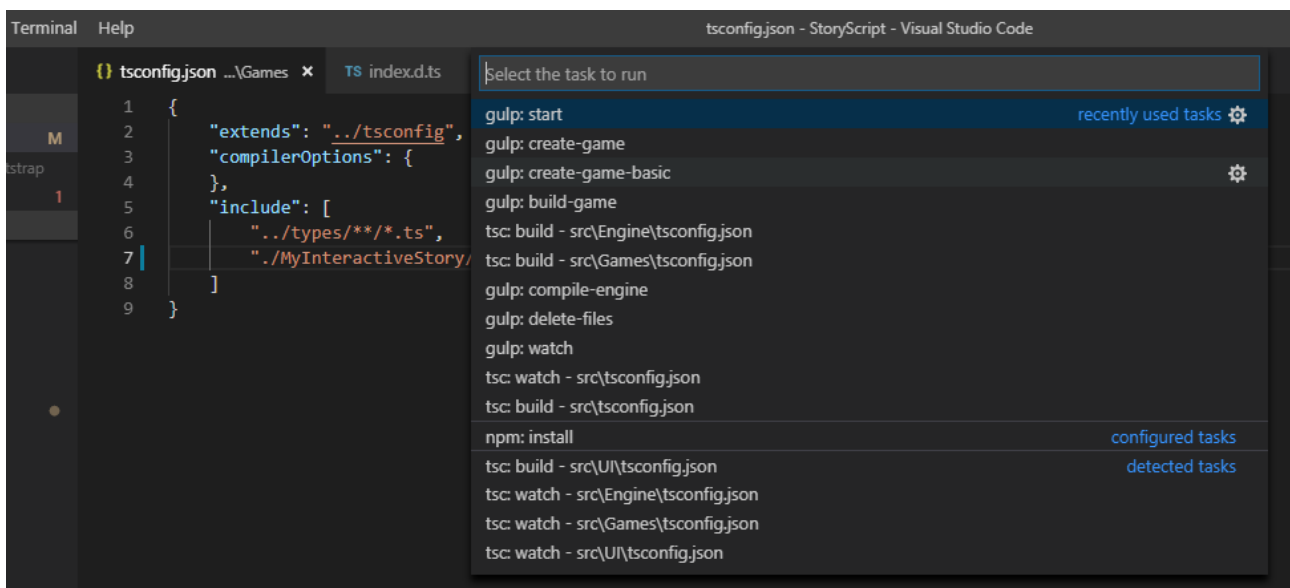 Terminal Help tsconfig.json - StoryScript - Visual Studio Code
{} tsconfig.json ...\Games × TS index.d.ts
M
tstrap
1
1 {
2 "extends": "../tsconfig",
3 "compilerOptions": {
4 },
5 "include": [
6 "../types/**/*.ts",
7 "./MyInteractiveStory/
8 ]
9 }
Select the task to run
gulp: start recently used tasks
gulp: create-game
gulp: create-game-basic
gulp: build-game
tsc: build - src\Engine\tsconfig.json
tsc: build - src\Games\tsconfig.json
gulp: compile-engine
gulp: delete-files
gulp: watch
tsc: watch - src\tsconfig.json
tsc: build - src\tsconfig.json
npm: install configured tasks
tsc: build - src\UI\tsconfig.json detected tasks
tsc: watch - src\Engine\tsconfig.json
tsc: watch - src\Games\tsconfig.json
tsc: watch - src\UI\tsconfig.json